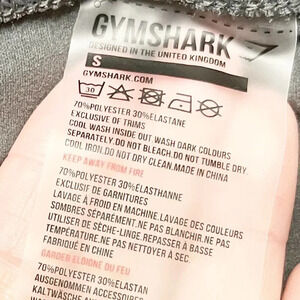 GYMSHARK
DESIGNED IN THE UNITED KINGDOM
S
GYMSHARK.COM
30
70%POLYESTER 30%ELASTANE
EXCLUSIVE OF TRIMS
COOL WASH INSIDE OUT WASH DARK COLOURS
SEPARATELY.DO NOT BLEACH.DO NOT TUMBLE DRY.
COOL IRON.DO NOT DRY CLEAN.MADE IN CHINA
KEEP AWAY FROM FIRE
70%POLYESTER 30%ELASTHANNE
EXCLUSIF DE GARNITURES
LAVAGE À FROID EN MACHINE.LAVAGE DES COULEURS
SOMBRES SÉPARÉMENT.NE PAS BLANCHIR.NE PAS
UTILISER DE SÈCHE-LINGE.REPASSER À BASSE
TEMPÉRATURE.NE PAS NETTOYER À SEC.
FABRIQUÉ EN CHINE
GARDER ÉLOIGNÉ DU FEU
70%POLYESTER 30%ELASTAN
AUSGENOMMEN ACCESSOIRES
KALTWÄSCHE